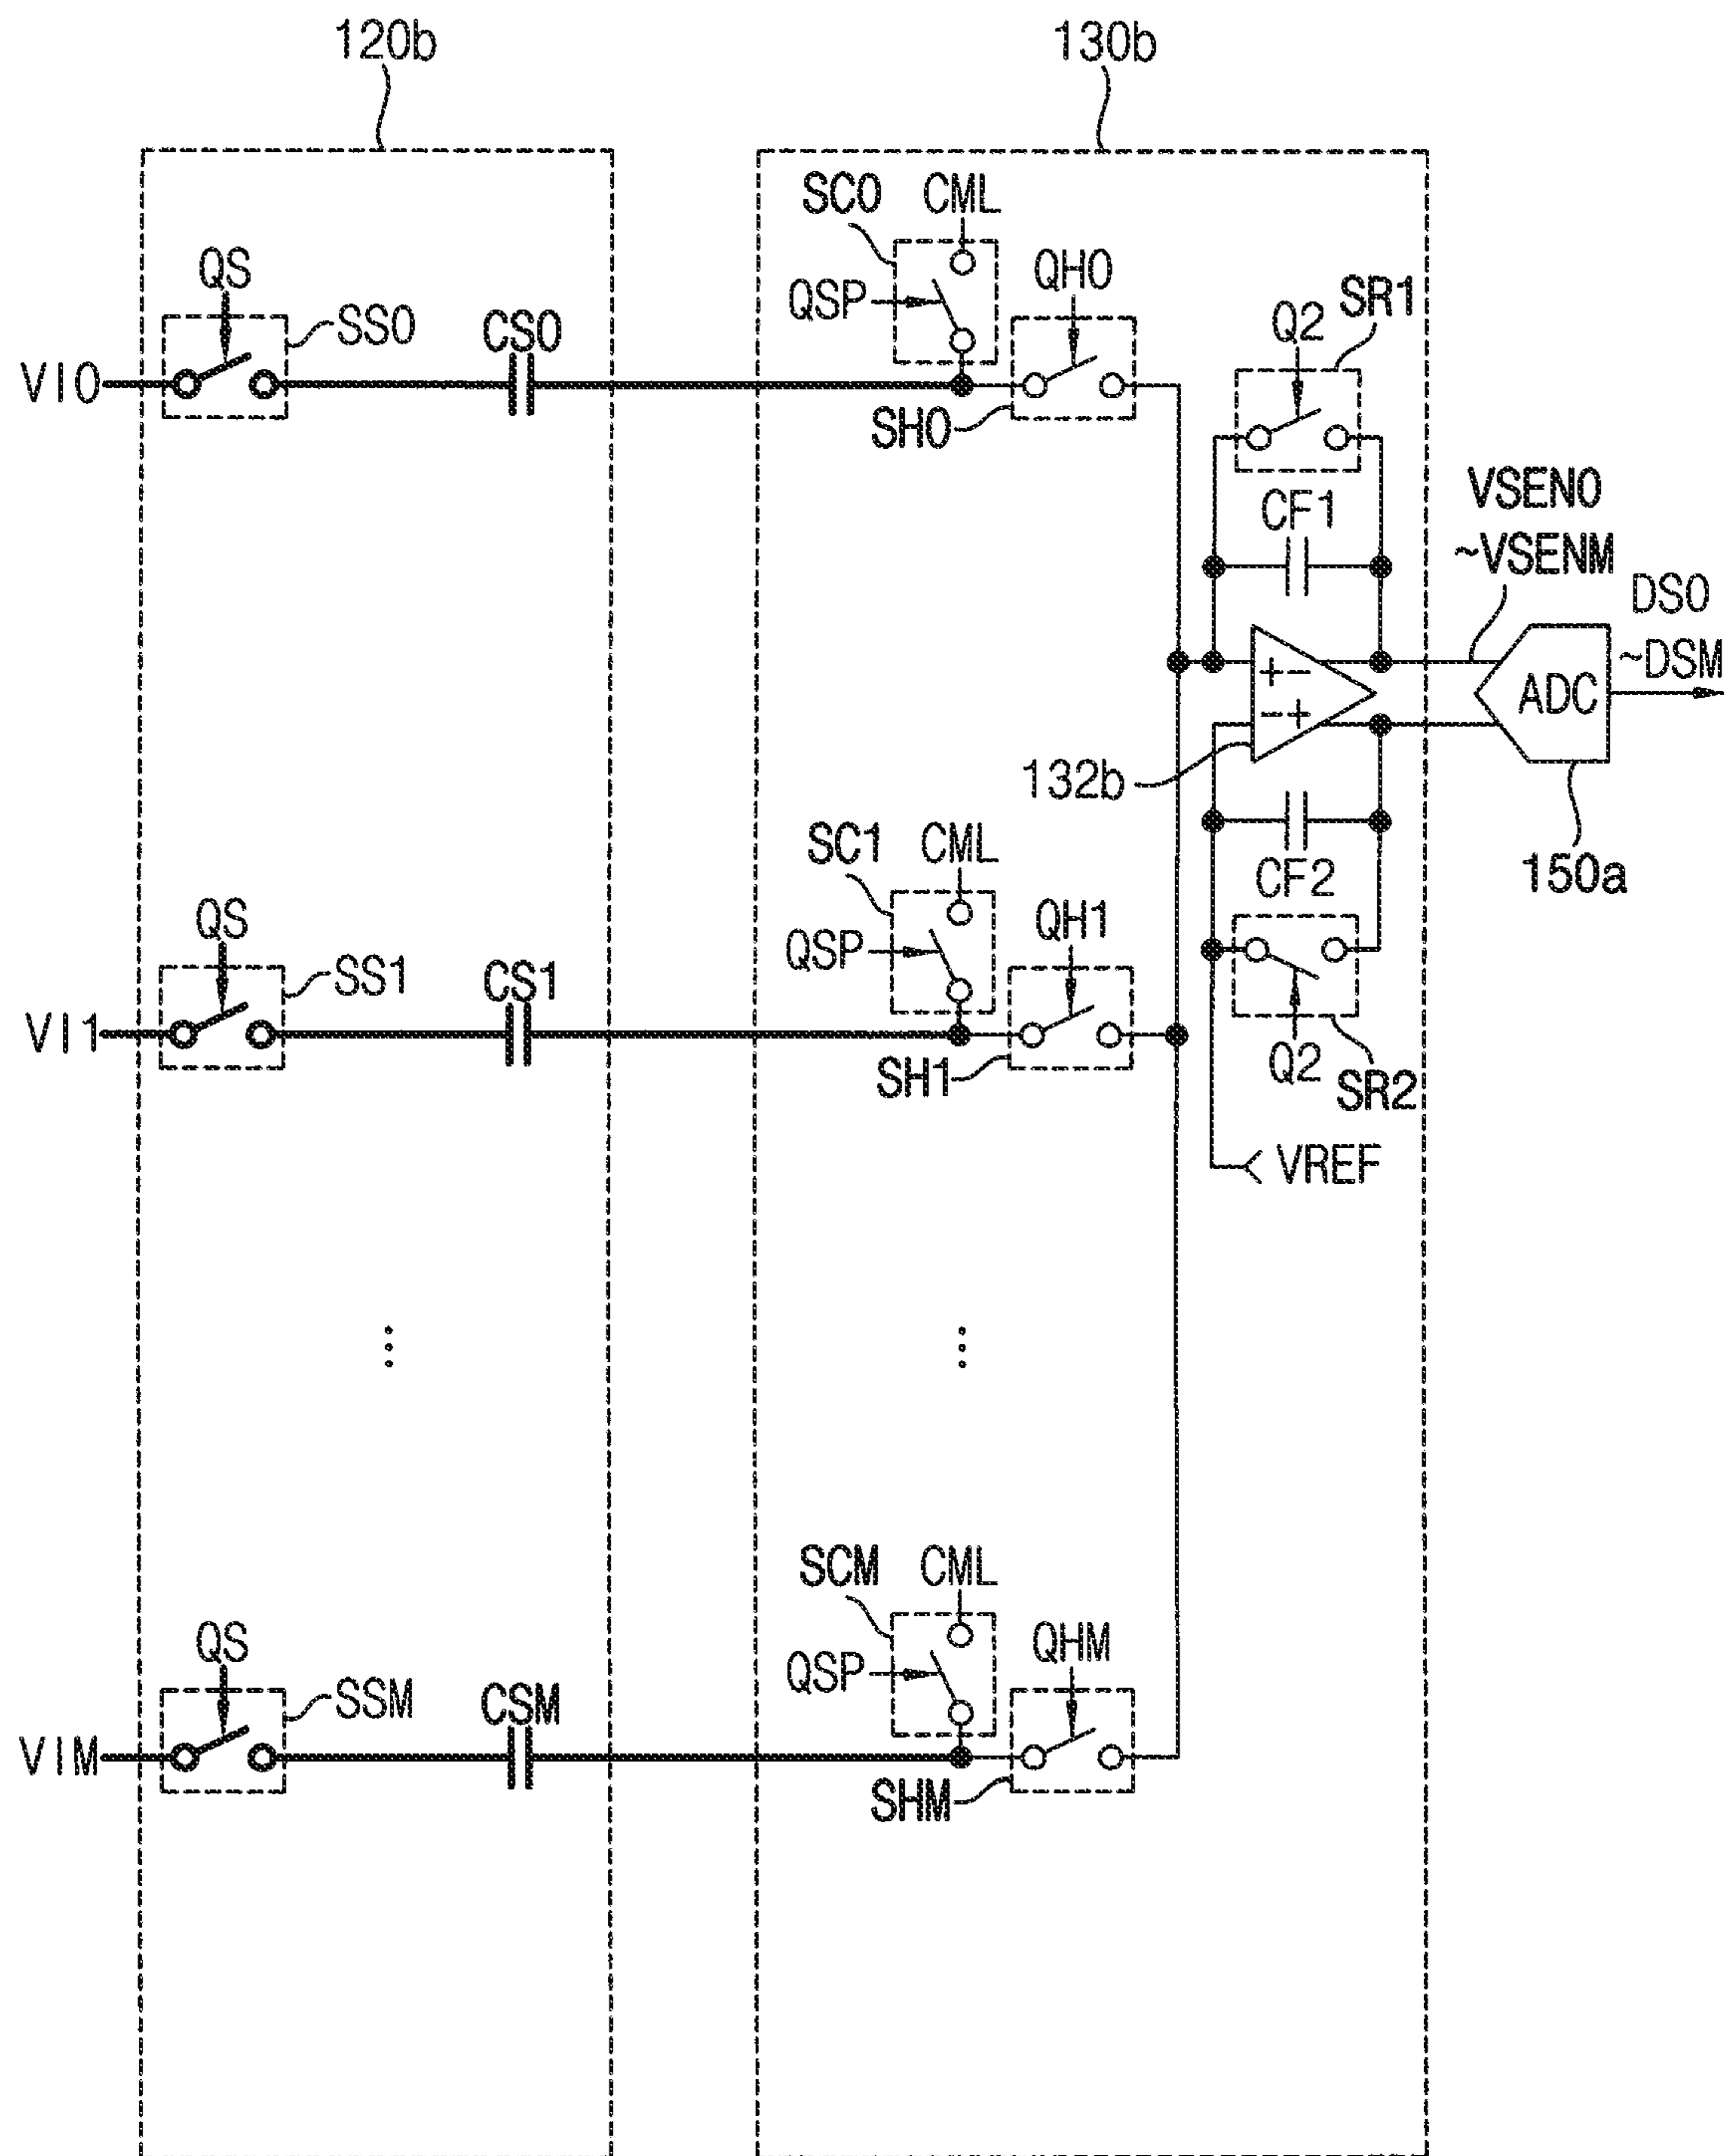 120b
130b
SC0
CML
QS
QSP
QH0
SR1
Q2
SS0
CS0
VI0
SH0
CF1
VSEN0
~VSENM
DS0
~DSM
ADC
132b
150a
SC1
CML
CF2
QS
QSP
QH1
SS1
CS1
VI1
SH1
Q2
SR2
VREF
SCM
CML
QS
QSP
QHM
SSM
CSM
VIM
SHM